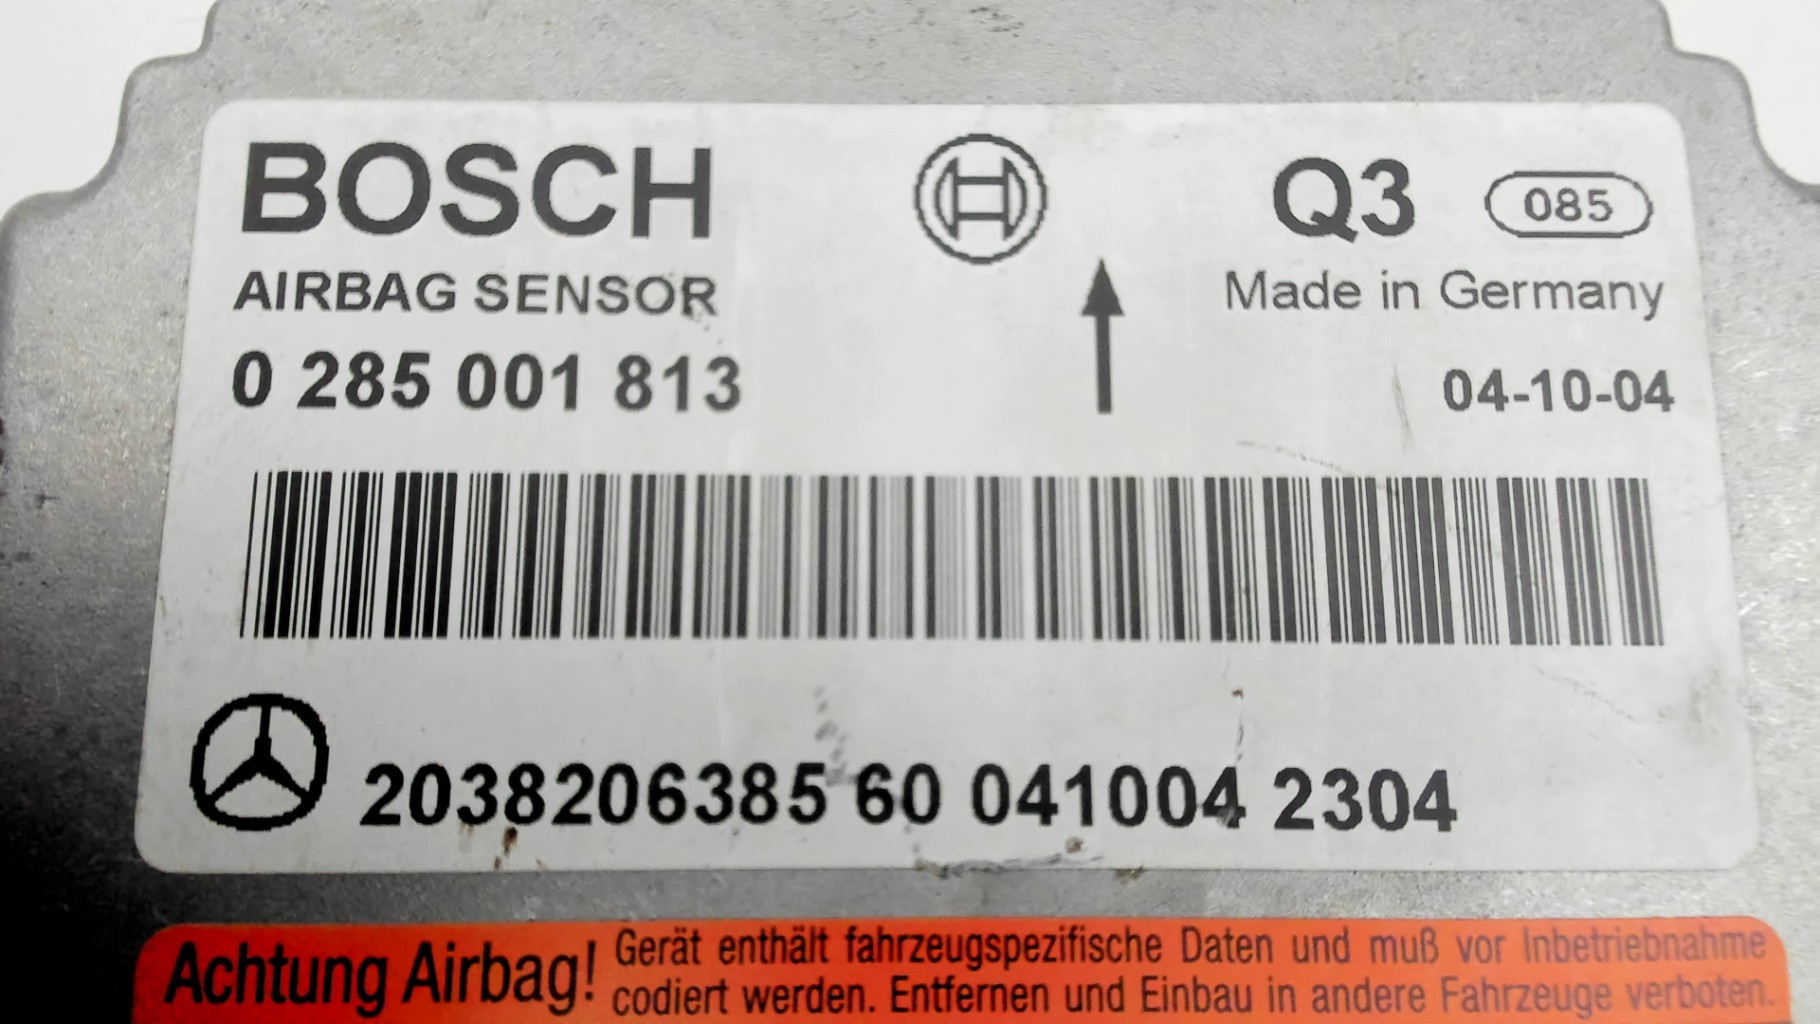 BOSCH
Q3
085
AIRBAG SENSOR
Made in Germany
0 285 001 813
04-10-04
2038206385 60 041004 2304
Achtung Airbag!
Gerät enthält fahrzeugspezifische Daten und muß vor Inbetriebnahme
codiert werden. Entfernen und Einbau in andere Fahrzeuge verboten.